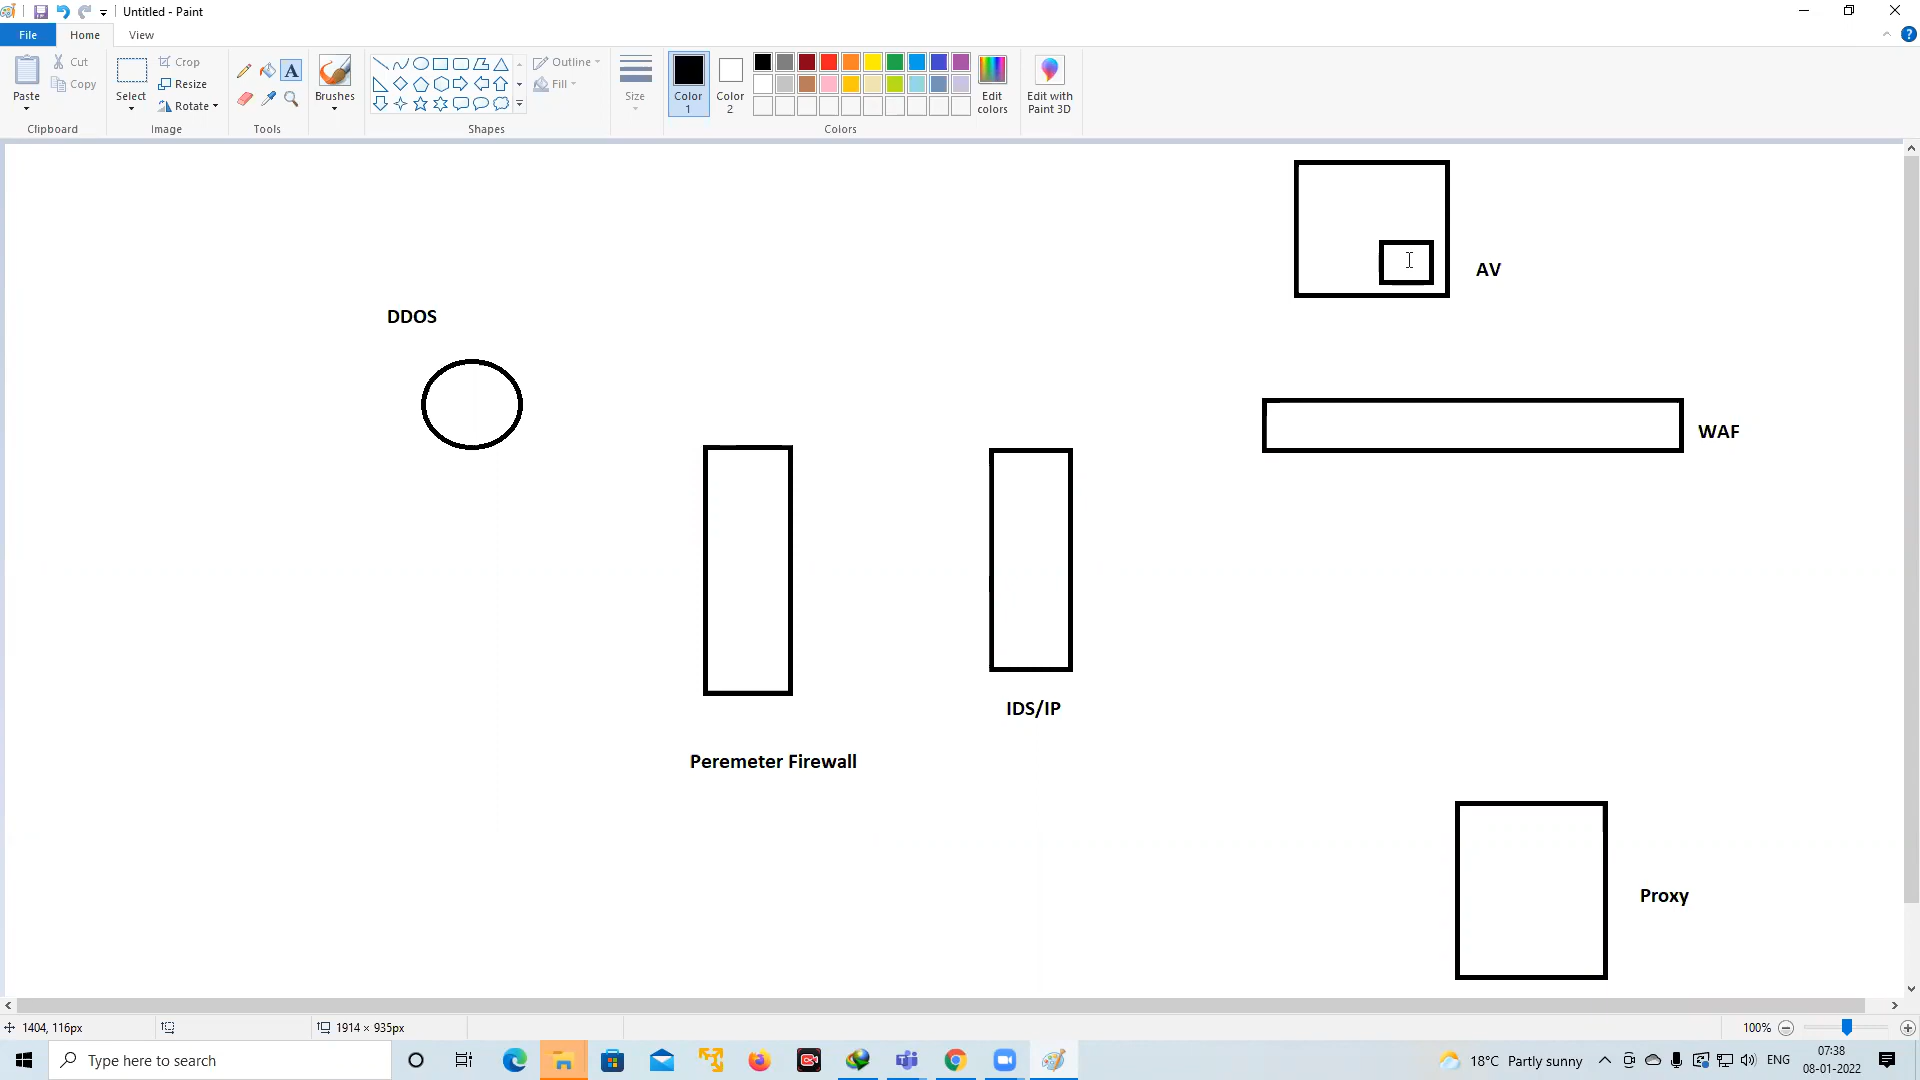 Untitled - Paint
File Home View
Paste Cut Copy Clipboard
Select Crop Resize Rotate Image
A
Tools
Brushes
Shapes
Outline
Fill
Size
Color 1
Color 2
Edit colors
Colors
Edit with Paint 3D
?
AV
DDOS
WAF
IDS/IP
Peremeter Firewall
Proxy
1404, 116px
1914 × 935px
100%
Type here to search
18°C Partly sunny
ENG
07:38
08-01-2022